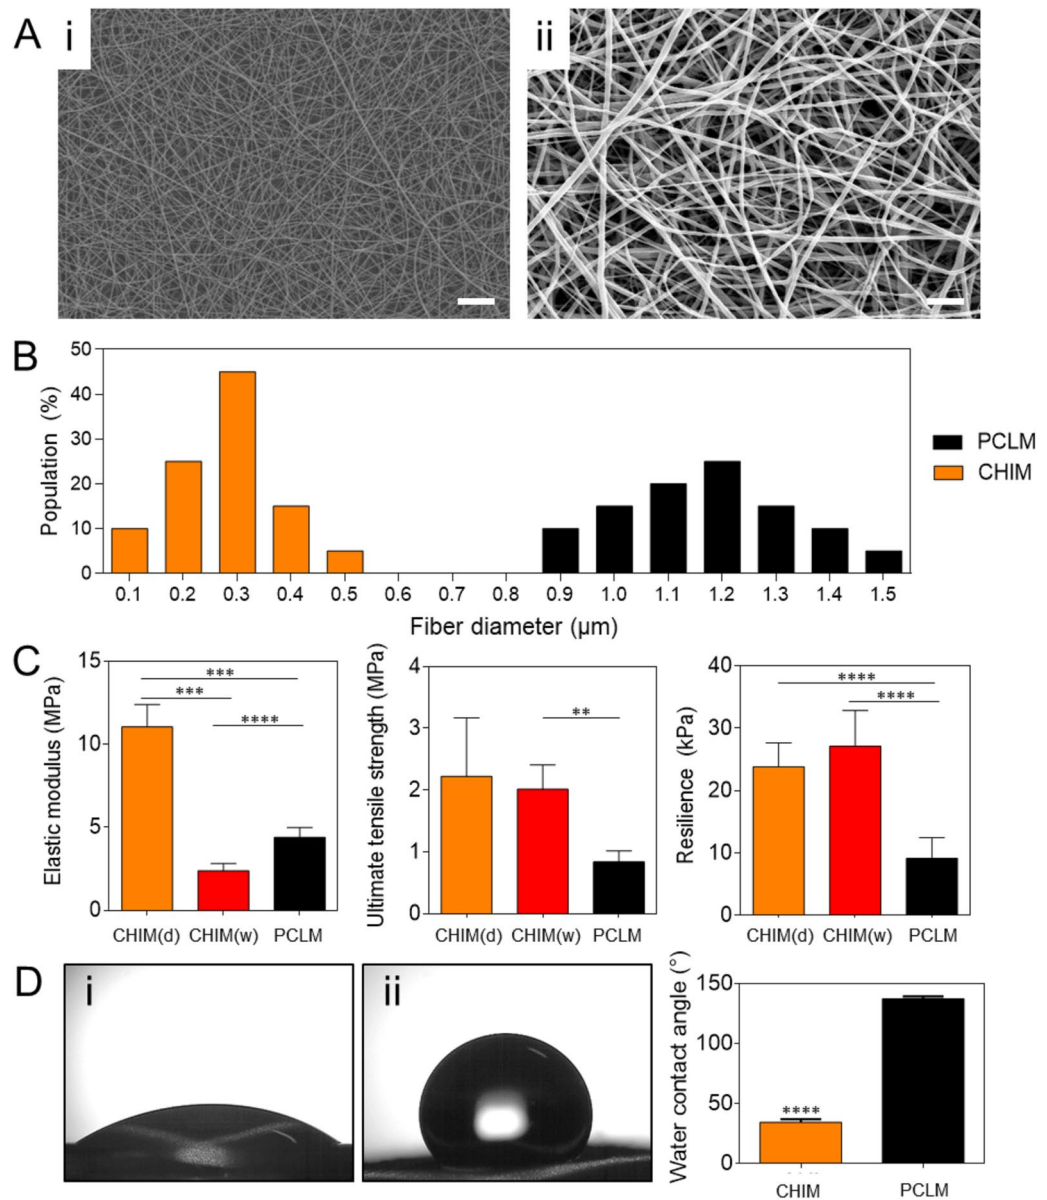 A i ii
B
50
40
30
20
10
0
Population (%)
0.1 0.2 0.3 0.4 0.5 0.6 0.7 0.8 0.9 1.0 1.1 1.2 1.3 1.4 1.5
Fiber diameter (µm)
PCLM
CHIM
C
Elastic modulus (MPa)
15
10
5
0
***
***
****
CHIM(d) CHIM(w) PCLM
Ultimate tensile strength (MPa)
4
3
2
1
0
**
CHIM(d) CHIM(w) PCLM
Resilience (kPa)
40
30
20
10
0
****
****
CHIM(d) CHIM(w) PCLM
D i ii
Water contact angle (°)
150
100
50
0
****
CHIM PCLM